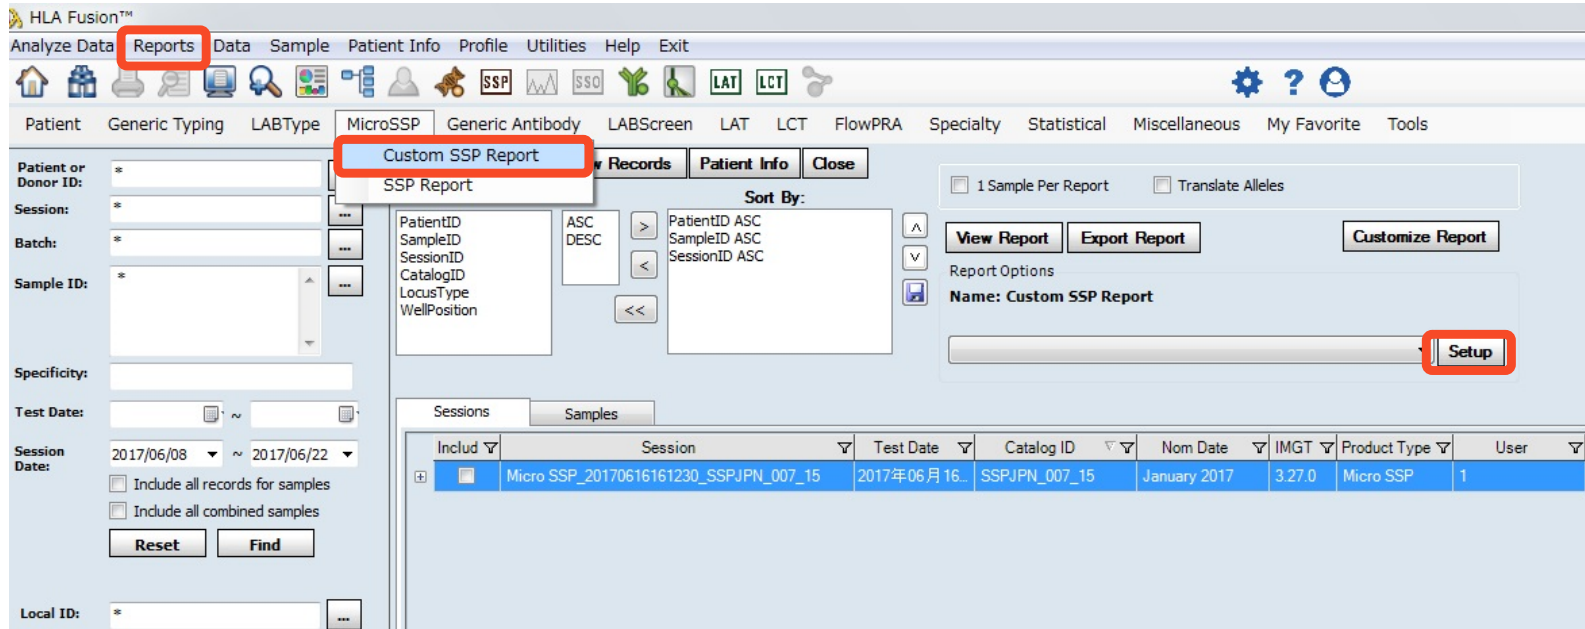 HLA Fusion™
Analyze Data Reports Data Sample Patient Info Profile Utilities Help Exit
SSP SSO LAT LCT ?
Patient Generic Typing LABType MicroSSP Generic Antibody LABScreen LAT LCT FlowPRA Specialty Statistical Miscellaneous My Favorite Tools
Custom SSP Report
SSP Report
Records Patient Info Close
Patient or Donor ID: * 
Session: * ...
Batch: * ...
Sample ID: * ...
Specificity:
Test Date: ~
Session Date: 2017/06/08 ~ 2017/06/22
Include all records for samples
Include all combined samples
Reset Find
Local ID: * ...
Sort By:
PatientID
SampleID
SessionID
CatalogID
LocusType
WellPosition
ASC
DESC
>
<
<<
PatientID ASC
SampleID ASC
SessionID ASC
1 Sample Per Report Translate Alleles
View Report Export Report Customize Report
Report Options
Name: Custom SSP Report
Setup
Sessions Samples
Includ Session Test Date Catalog ID Nom Date IMGT Product Type User
Micro SSP_20170616161230_SSPJPN_007_15 2017年06月16... SSPJPN_007_15 January 2017 3.27.0 Micro SSP 1